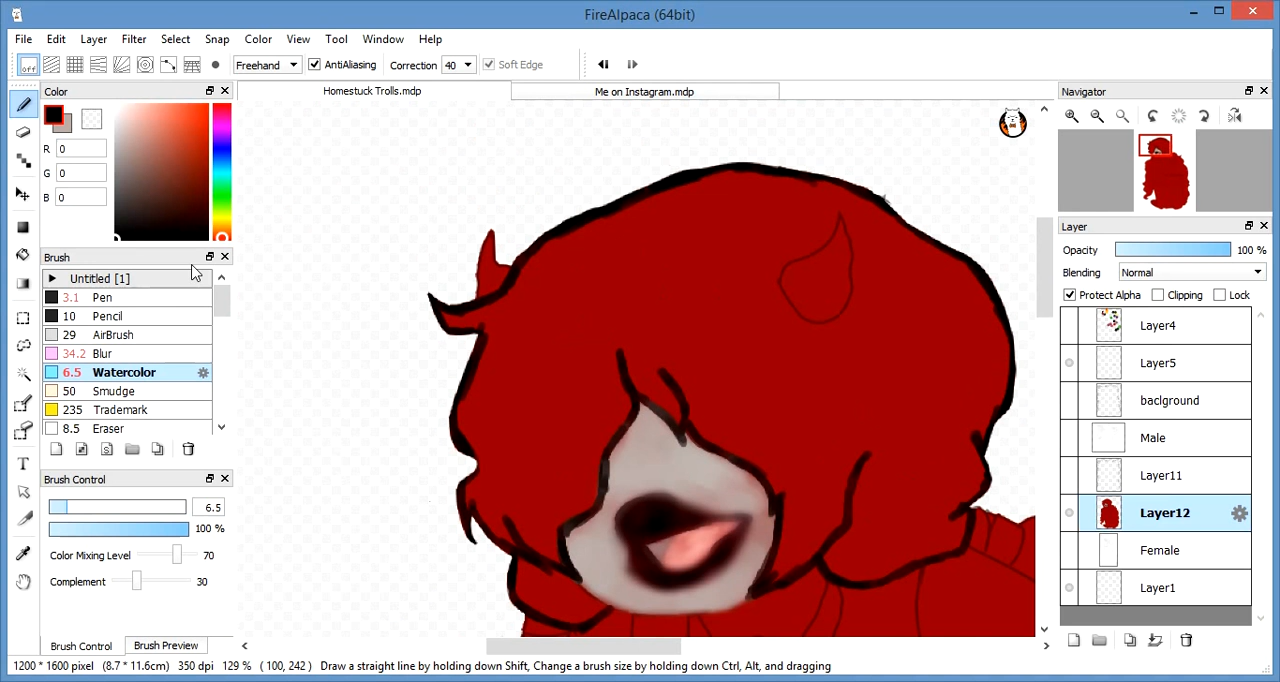 FireAlpaca (64bit)
File Edit Layer Filter Select Snap Color View Tool Window Help
off Freehand AntiAliasing Correction 40 Soft Edge
Color Homestuck Trolls.mdp Me on Instagram.mdp Navigator
R 0
G 0
B 0
Layer
Opacity 100 %
Brush
Blending Normal
Untitled [1]
Protect Alpha Clipping Lock
3.1 Pen
10 Pencil
29 AirBrush
34.2 Blur
6.5 Watercolor
50 Smudge
235 Trademark
8.5 Eraser
Layer4
Layer5
baclground
Male
Layer11
Layer12
Female
Layer1
Brush Control
6.5
100 %
Color Mixing Level 70
Complement 30
Brush Control Brush Preview
1200 * 1600 pixel (8.7 * 11.6cm) 350 dpi 129 % ( 100, 242 ) Draw a straight line by holding down Shift, Change a brush size by holding down Ctrl, Alt, and dragging